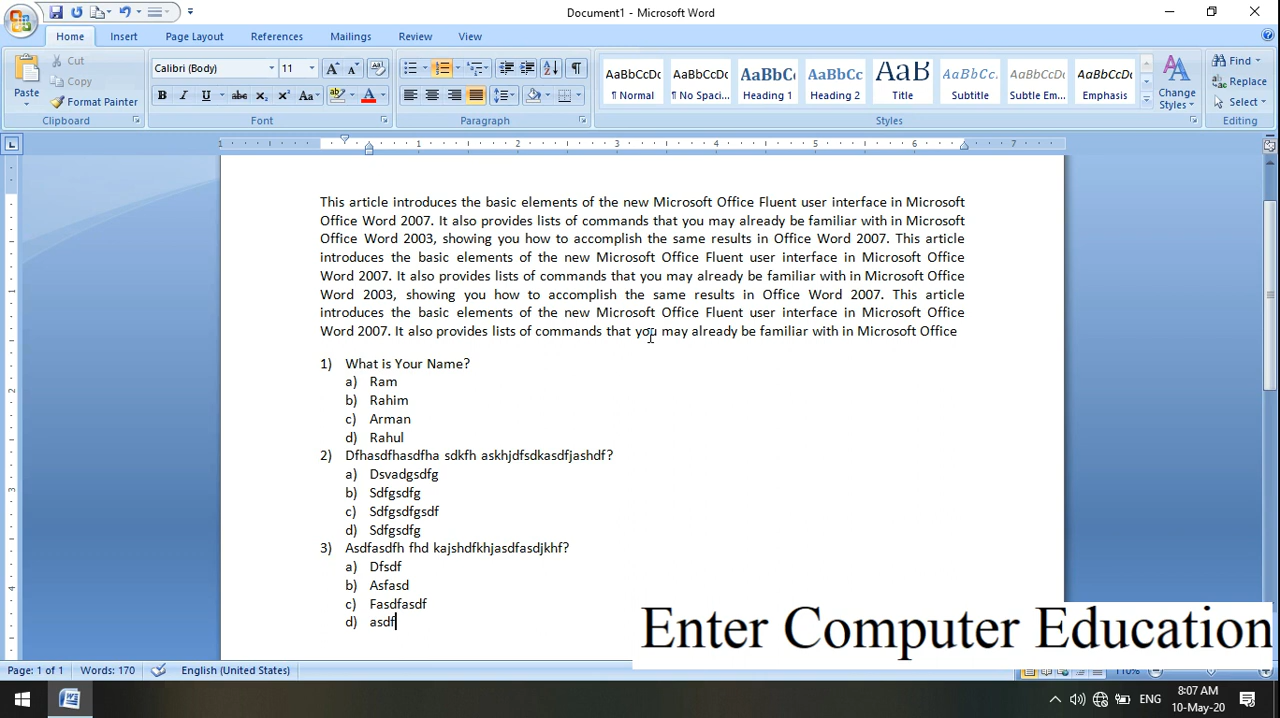 Document1 - Microsoft Word
Home Insert Page Layout References Mailings Review View
Paste
Cut
Copy
Format Painter
Clipboard
Calibri (Body) 11
Font
Paragraph
AaBbCcDc AaBbCcDc AaBbC AaBbCc AaB AaBbCc. AaBbCcDc AaBbCcDc
¶ Normal ¶ No Spaci... Heading 1 Heading 2 Title Subtitle Subtle Em... Emphasis
Change Styles
Styles
Find
Replace
Select
Editing
1 1 2 3 4 5 6 7
This article introduces the basic elements of the new Microsoft Office Fluent user interface in Microsoft
Office Word 2007. It also provides lists of commands that you may already be familiar with in Microsoft
Office Word 2003, showing you how to accomplish the same results in Office Word 2007. This article
introduces the basic elements of the new Microsoft Office Fluent user interface in Microsoft Office
Word 2007. It also provides lists of commands that you may already be familiar with in Microsoft Office
Word 2003, showing you how to accomplish the same results in Office Word 2007. This article
introduces the basic elements of the new Microsoft Office Fluent user interface in Microsoft Office
Word 2007. It also provides lists of commands that you may already be familiar with in Microsoft Office
1) What is Your Name?
a) Ram
b) Rahim
c) Arman
d) Rahul
2) Dfhasdfhasdfha sdkfh askhjdfsdkasdfjashdf?
a) Dsvadgsdfg
b) Sdfgsdfg
c) Sdfgsdfgsdf
d) Sdfgsdfg
3) Asdfasdfh fhd kajshdfkhjasdfasdjkhf?
a) Dfsdf
b) Asfasd
c) Fasdfasdf
d) asdf
Enter Computer Education
Page: 1 of 1 Words: 170 English (United States) 110%
ENG 8:07 AM
10-May-20